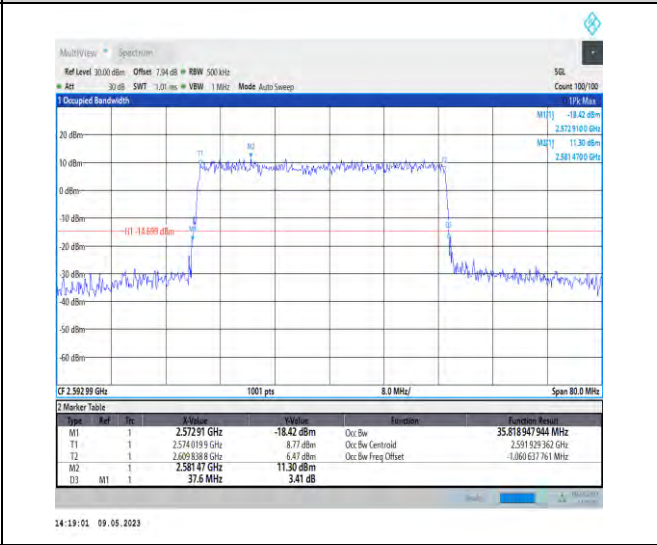 MultiView Spectrum
Ref Level 30.00 dBm Offset 7.94 dB RBW 500 kHz SGL
Att 30 dB SWT 1.01 ms VBW 1 MHz Mode Auto Sweep Count 100/100
1 Occupied Bandwidth 1Pk Max
M1[1] -18.42 dBm
2.572 910 0 GHz
M2[1] 11.30 dBm
2.581 470 0 GHz
20 dBm
T1 M2
10 dBm
0 dBm
-10 dBm
H1 -14.699 dBm
-20 dBm
-30 dBm
-40 dBm
-50 dBm
-60 dBm
CF 2.592 99 GHz 1001 pts 8.0 MHz/ Span 80.0 MHz
2 Marker Table
Type Ref Trc X-Value Y-Value Function Function Result
M1 1 2.572 91 GHz -18.42 dBm Occ Bw 35.818 947 944 MHz
T1 1 2.574 019 9 GHz 8.77 dBm Occ Bw Centroid 2.591 929 362 GHz
T2 1 2.609 838 8 GHz 6.47 dBm Occ Bw Freq Offset -1.060 637 761 MHz
M2 1 2.581 47 GHz 11.30 dBm
D3 M1 1 37.6 MHz 3.41 dB
14:19:01 09.05.2023